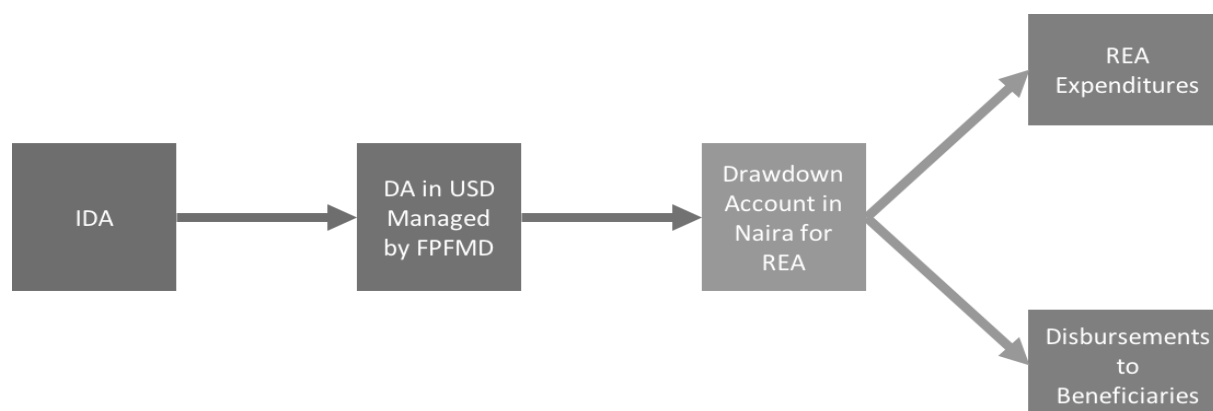 IDA
DA in USD
Managed
by FPFMD
Drawdown
Account in
Naira for
REA
REA
Expenditures
Disbursements
to
Beneficiaries